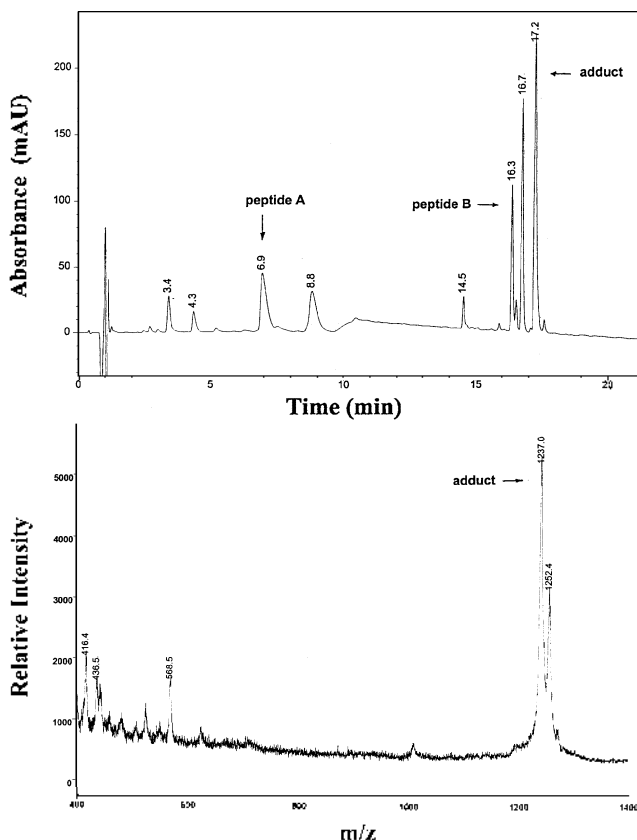 17.2
adduct
200
16.7
150
16.3
peptide A
peptide B
100
Absorbance (mAU)
50
6.9
8.8
3.4
4.3
14.5
0
0 5 10 15 20
Time (min)
1237.0
adduct
5000
4000
1252.4
3000
Relative Intensity
2000
416.4
436.5
568.5
1000
0
400 600 800 1000 1200 1400
m/z